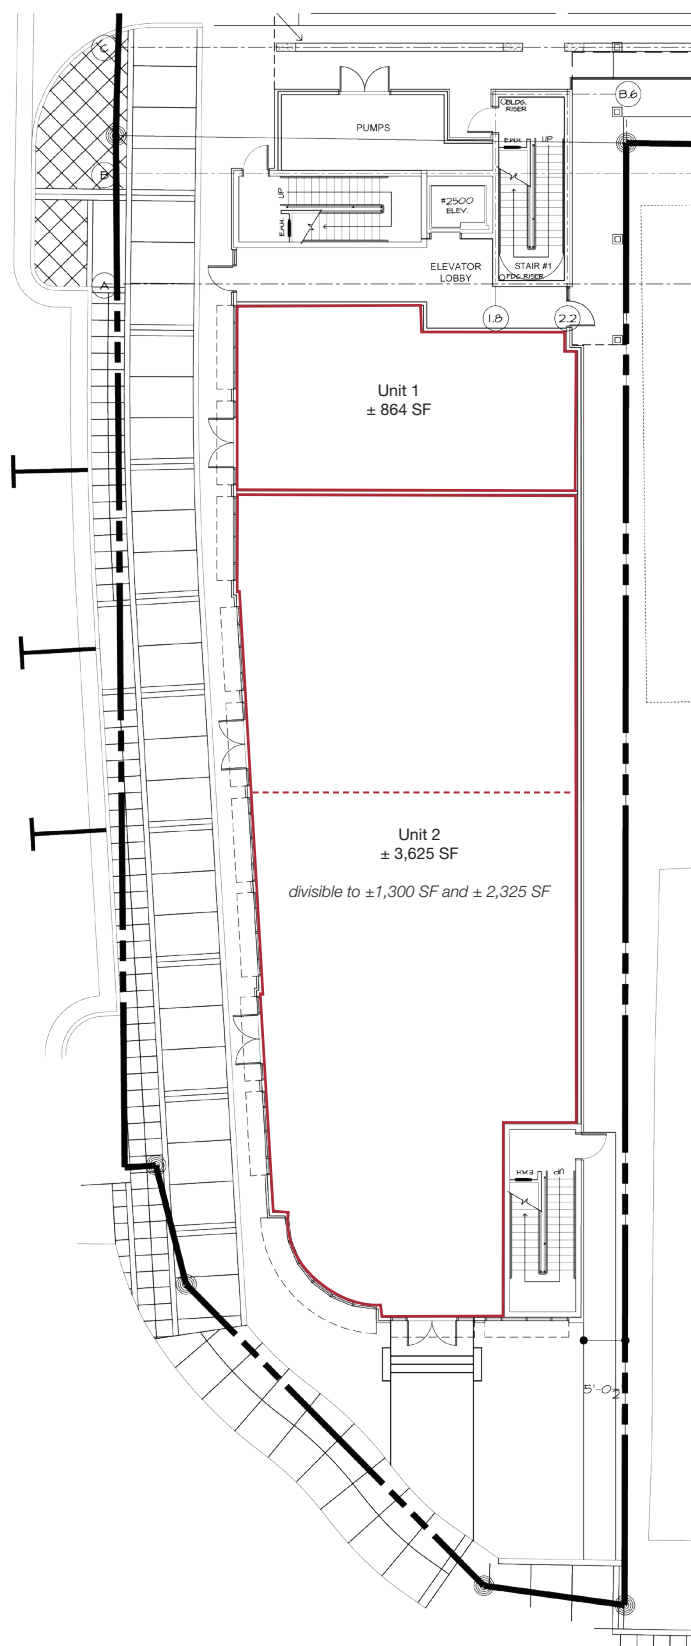 C
BLDG.
RISER
B.6
PUMPS
E.R.H.
UP
B
UP
#2500
ELEV.
E.R.H.
ELEVATOR
LOBBY
STAIR #1
FDC RISER
A
1.8
2.2
Unit 1
± 864 SF
Unit 2
± 3,625 SF
divisible to ±1,300 SF and ± 2,325 SF
UP
5'-0